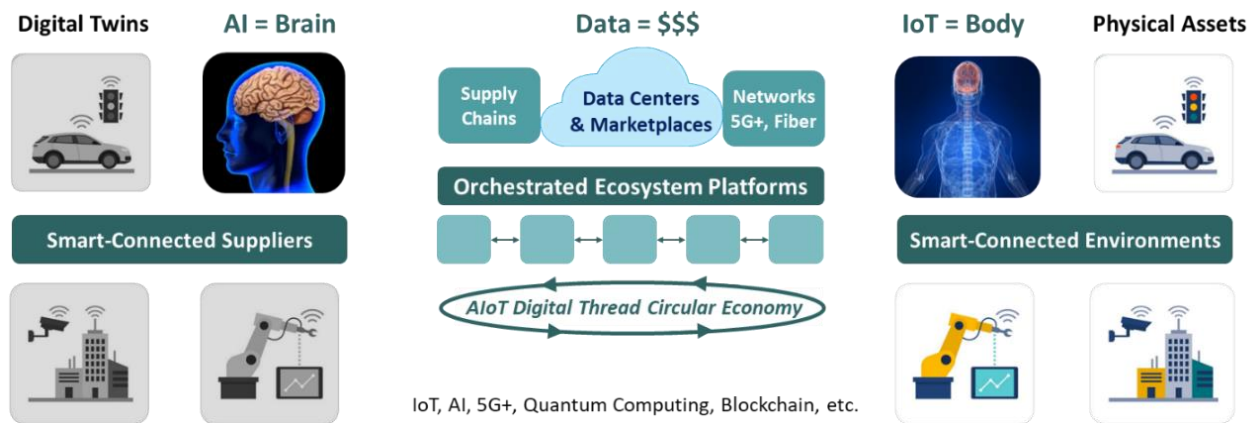 Digital Twins
AI = Brain
Data = $$$
IoT = Body
Physical Assets
Supply
Chains
Data Centers
& Marketplaces
Networks
5G+, Fiber
Orchestrated Ecosystem Platforms
Smart-Connected Suppliers
Smart-Connected Environments
AIoT Digital Thread Circular Economy
IoT, AI, 5G+, Quantum Computing, Blockchain, etc.